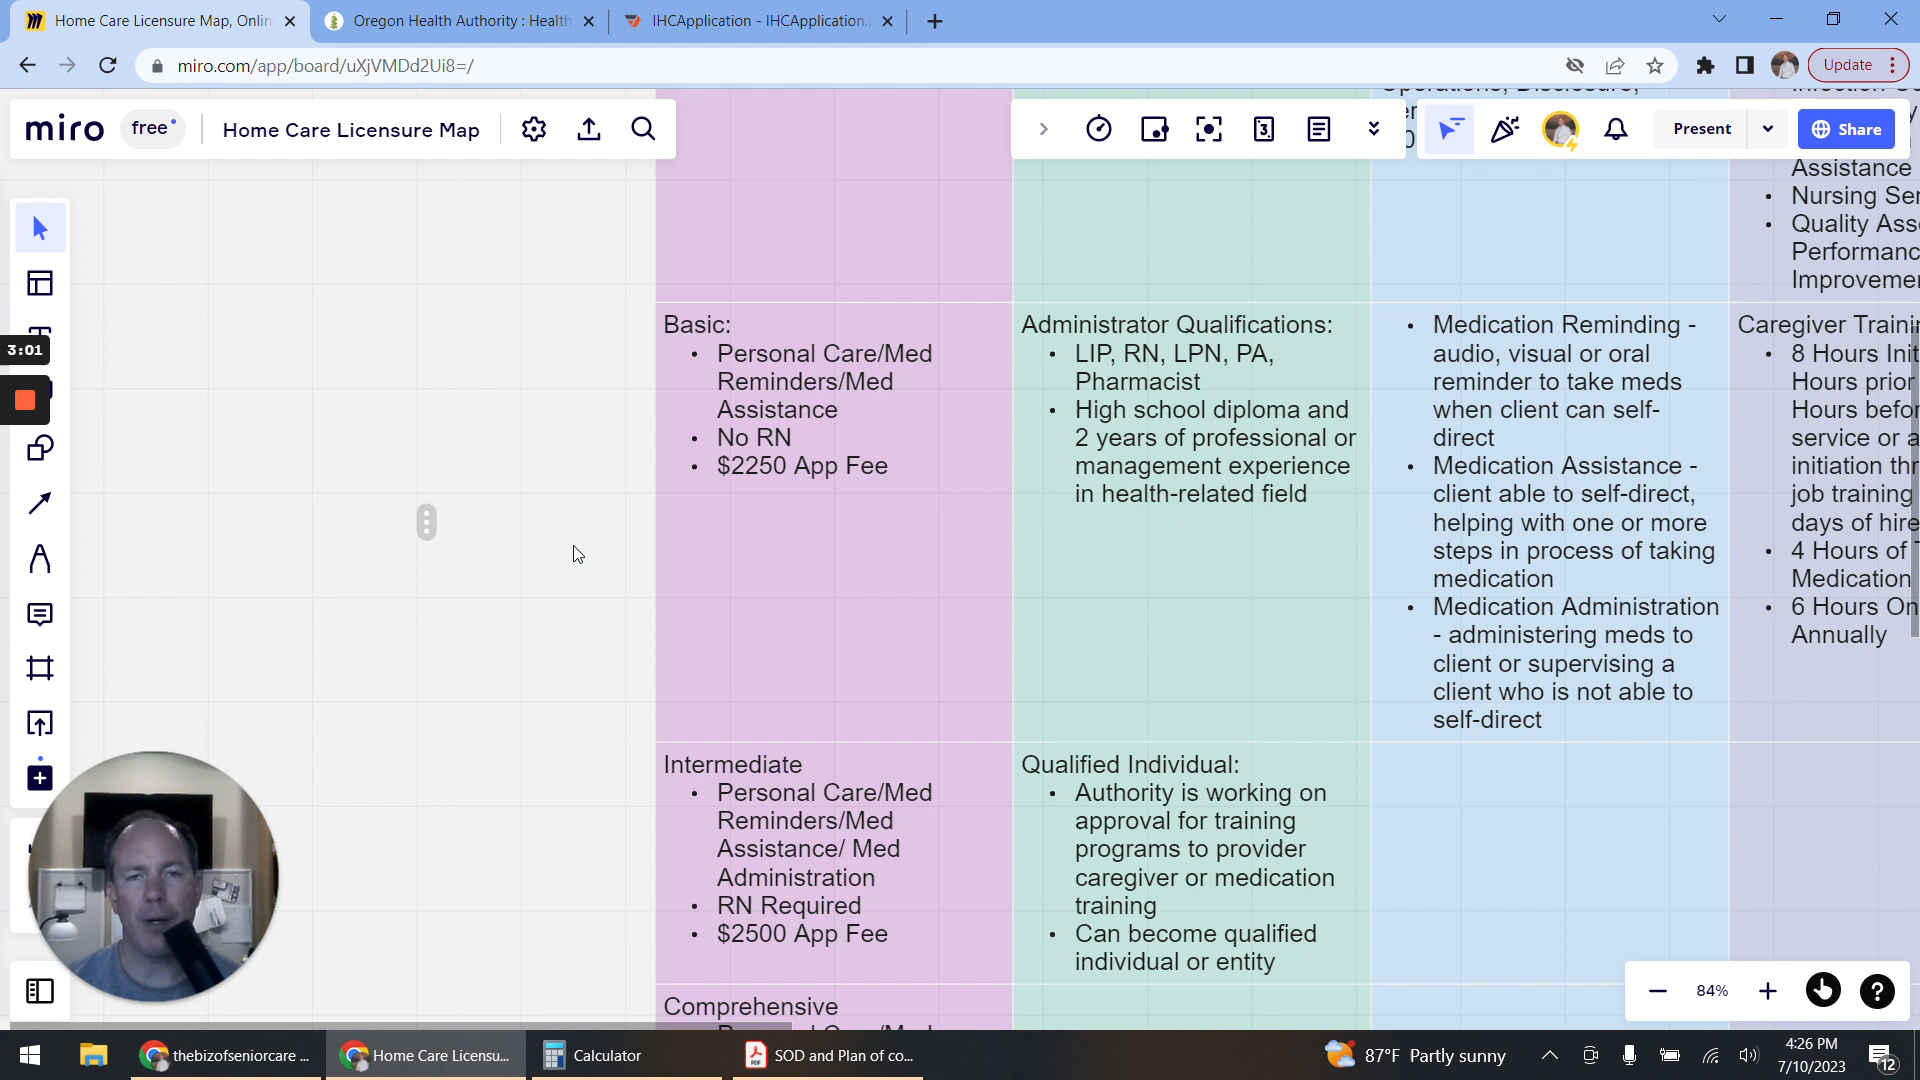 Home Care Licensure Map, Onlin
Oregon Health Authority : Health
IHCApplication - IHCApplication.
miro.com/app/board/uXjVMDd2Ui8=/
Update
miro
free
Home Care Licensure Map
3
Present
Share
3:01
Assistance
Nursing Ser
Quality Ass
Performanc
Improvemen
Basic:
• Personal Care/Med
Reminders/Med
Assistance
• No RN
• $2250 App Fee
Administrator Qualifications:
• LIP, RN, LPN, PA,
Pharmacist
• High school diploma and
2 years of professional or
management experience
in health-related field
• Medication Reminding -
audio, visual or oral
reminder to take meds
when client can self-
direct
• Medication Assistance -
client able to self-direct,
helping with one or more
steps in process of taking
medication
• Medication Administration
- administering meds to
client or supervising a
client who is not able to
self-direct
Caregiver Traini
• 8 Hours Init
Hours prior
Hours befor
service or a
initiation thr
job training
days of hire
• 4 Hours of T
Medication
• 6 Hours On
Annually
Intermediate
• Personal Care/Med
Reminders/Med
Assistance/ Med
Administration
• RN Required
• $2500 App Fee
Qualified Individual:
• Authority is working on
approval for training
programs to provider
caregiver or medication
training
• Can become qualified
individual or entity
Comprehensive
84%
?
thebizofseniorcare ...
Home Care Licensu...
Calculator
SOD and Plan of co...
87°F Partly sunny
4:26 PM
7/10/2023
12